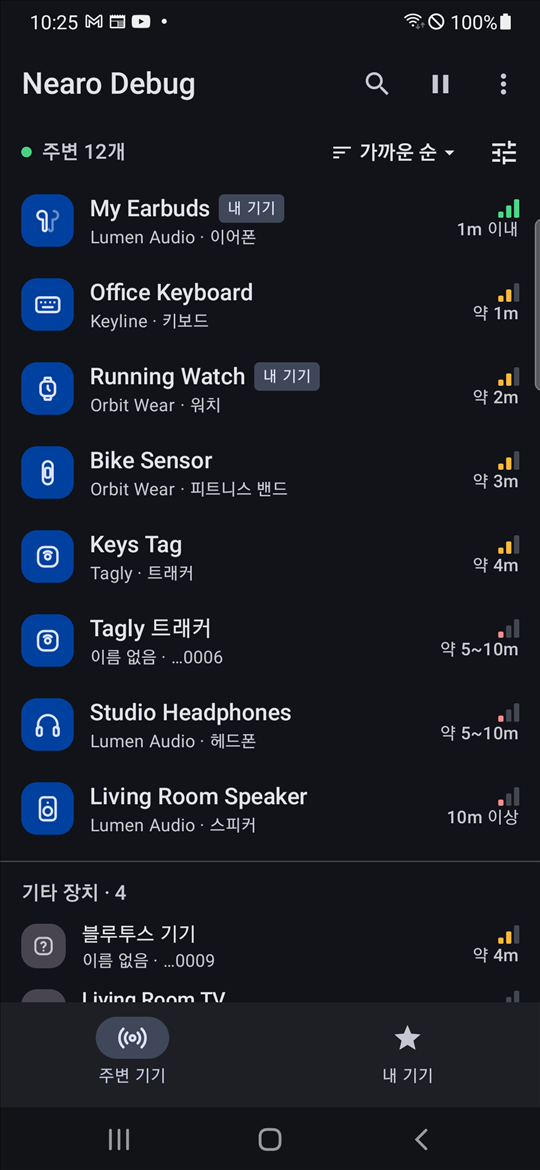 10:25
100%
Nearo Debug
주변 12개
가까운 순
My Earbuds 내 기기
Lumen Audio · 이어폰
1m 이내
Office Keyboard
Keyline · 키보드
약 1m
Running Watch 내 기기
Orbit Wear · 워치
약 2m
Bike Sensor
Orbit Wear · 피트니스 밴드
약 3m
Keys Tag
Tagly · 트래커
약 4m
Tagly 트래커
이름 없음 · …0006
약 5~10m
Studio Headphones
Lumen Audio · 헤드폰
약 5~10m
Living Room Speaker
Lumen Audio · 스피커
10m 이상
기타 장치 · 4
블루투스 기기
이름 없음 · …0009
약 4m
Living Room TV
주변 기기
내 기기